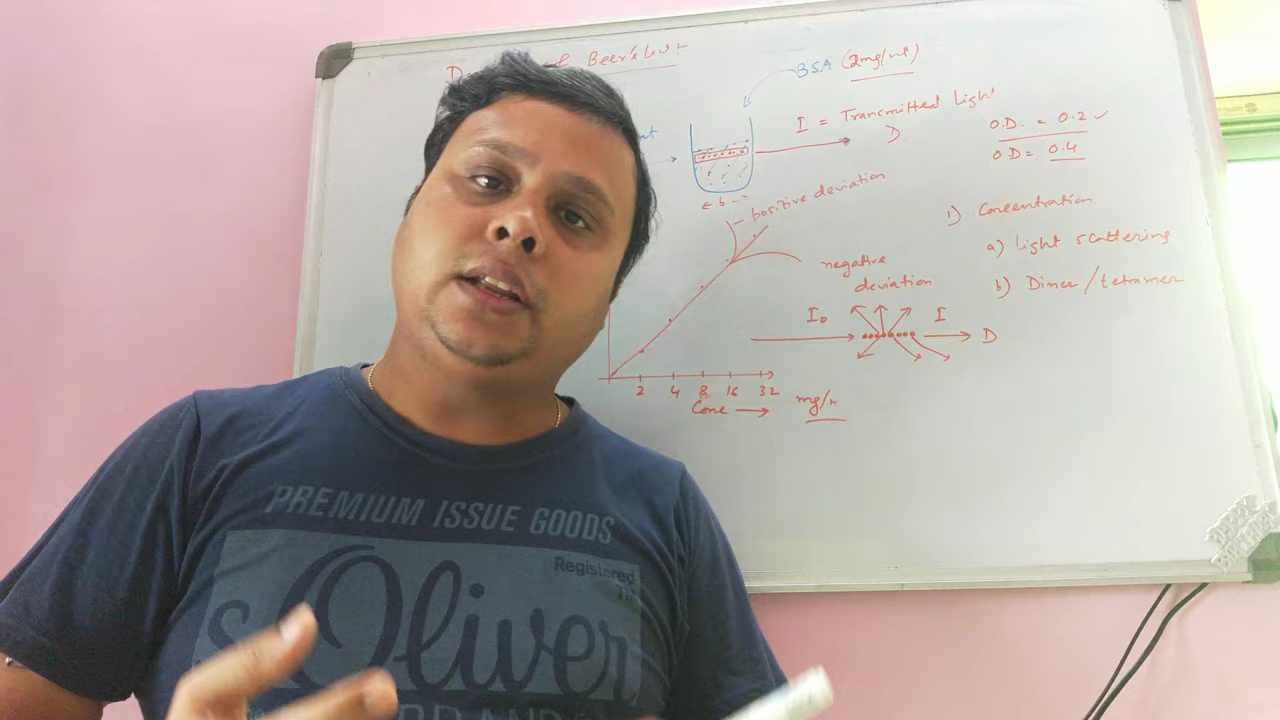 Beer's law
BSA (2mg/ml)
I = Transmitted light
D
O.D. = 0.2 ✓
OD = 0.4
← b →
positive deviation
negative
deviation
1) Concentration
a) light scattering
b) Dimer/tetramer
I₀
I
D
2 4 8 16 32
Conc → mg/
PREMIUM ISSUE GOODS
Registered
Oliver